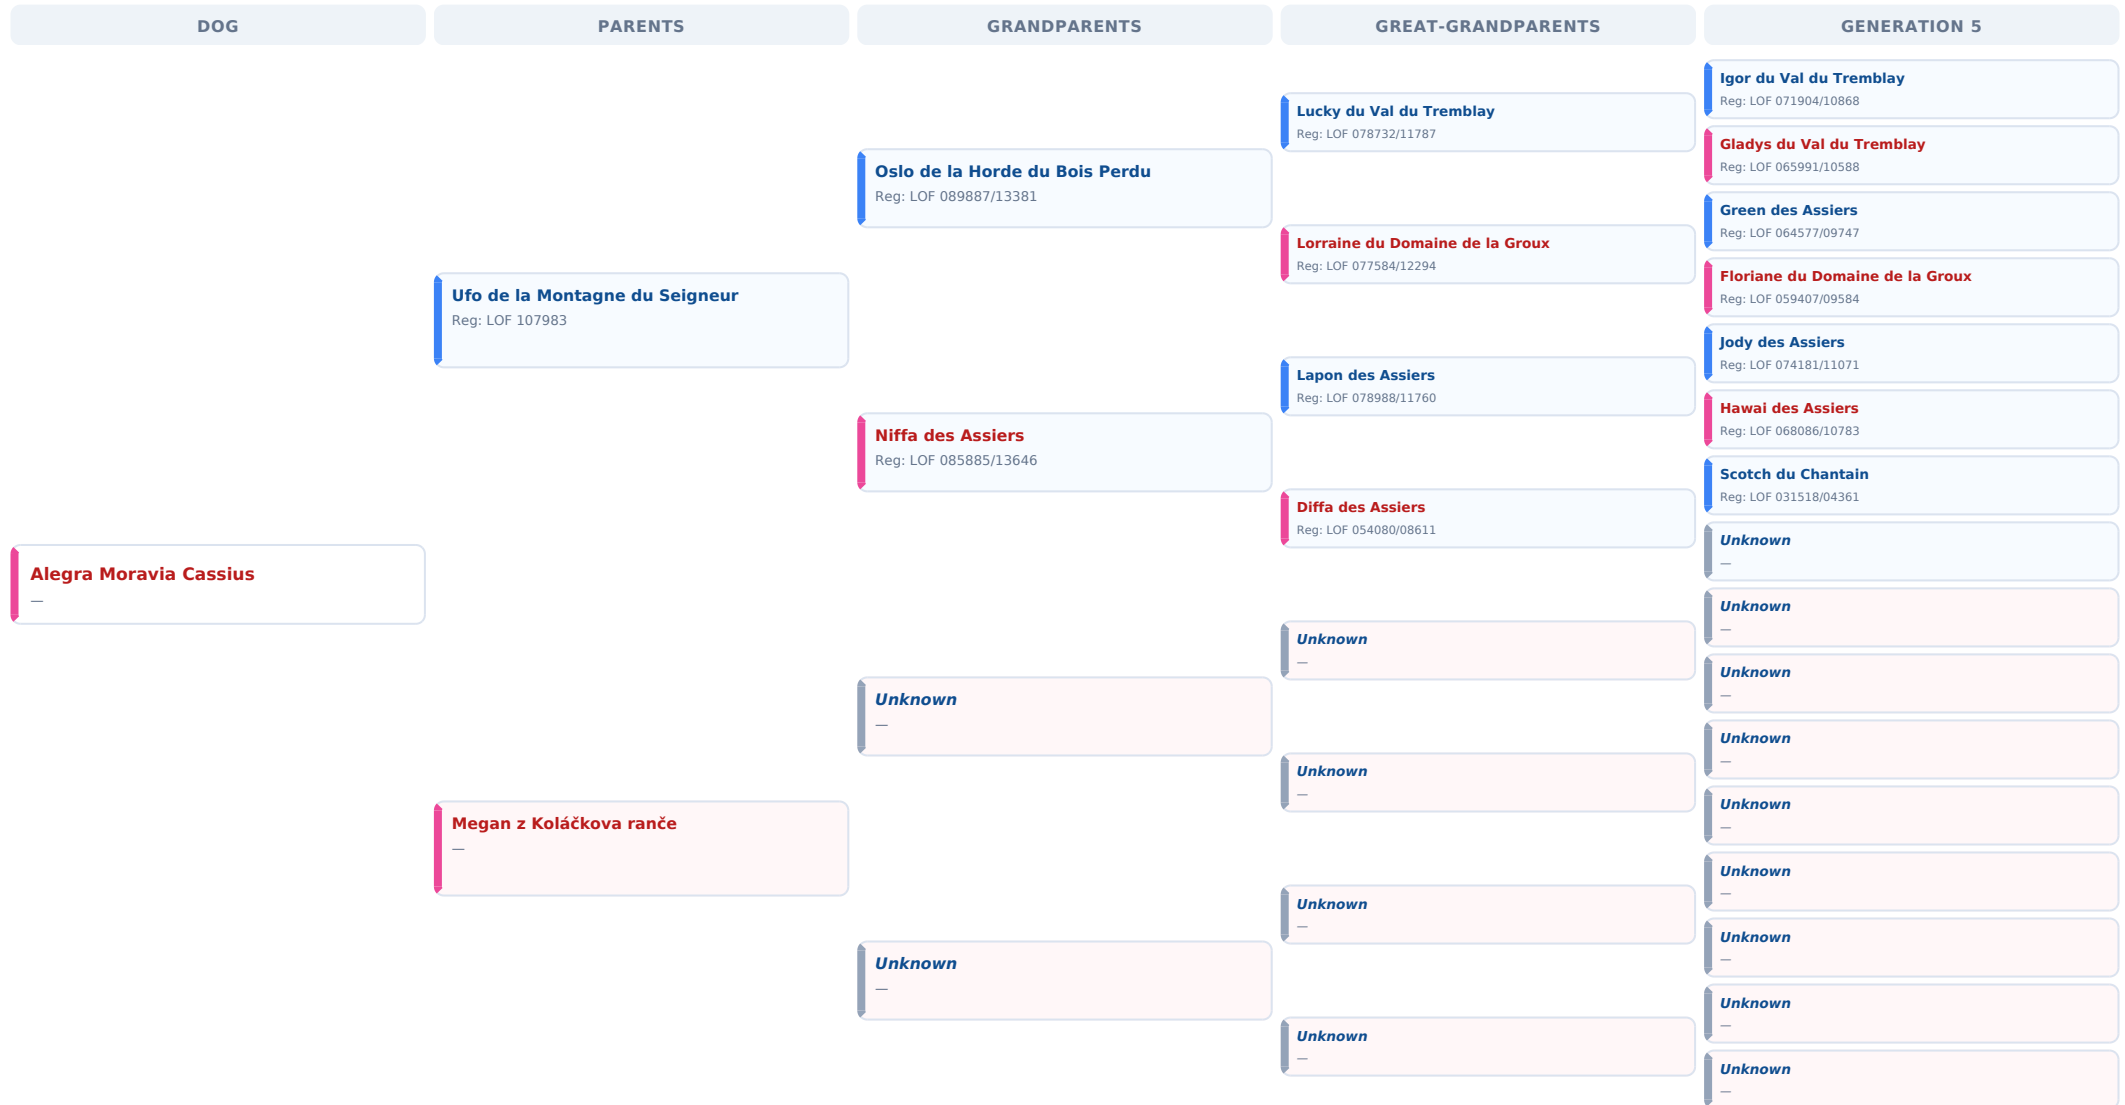 DOG
PARENTS
GRANDPARENTS
GREAT-GRANDPARENTS
GENERATION 5
Alegra Moravia Cassius
—
Ufo de la Montagne du Seigneur
Reg: LOF 107983
Megan z Koláčkova ranče
—
Oslo de la Horde du Bois Perdu
Reg: LOF 089887/13381
Niffa des Assiers
Reg: LOF 085885/13646
Unknown
—
Unknown
—
Lucky du Val du Tremblay
Reg: LOF 078732/11787
Lorraine du Domaine de la Groux
Reg: LOF 077584/12294
Lapon des Assiers
Reg: LOF 078988/11760
Diffa des Assiers
Reg: LOF 054080/08611
Unknown
—
Unknown
—
Unknown
—
Unknown
—
Igor du Val du Tremblay
Reg: LOF 071904/10868
Gladys du Val du Tremblay
Reg: LOF 065991/10588
Green des Assiers
Reg: LOF 064577/09747
Floriane du Domaine de la Groux
Reg: LOF 059407/09584
Jody des Assiers
Reg: LOF 074181/11071
Hawai des Assiers
Reg: LOF 068086/10783
Scotch du Chantain
Reg: LOF 031518/04361
Unknown
—
Unknown
—
Unknown
—
Unknown
—
Unknown
—
Unknown
—
Unknown
—
Unknown
—
Unknown
—